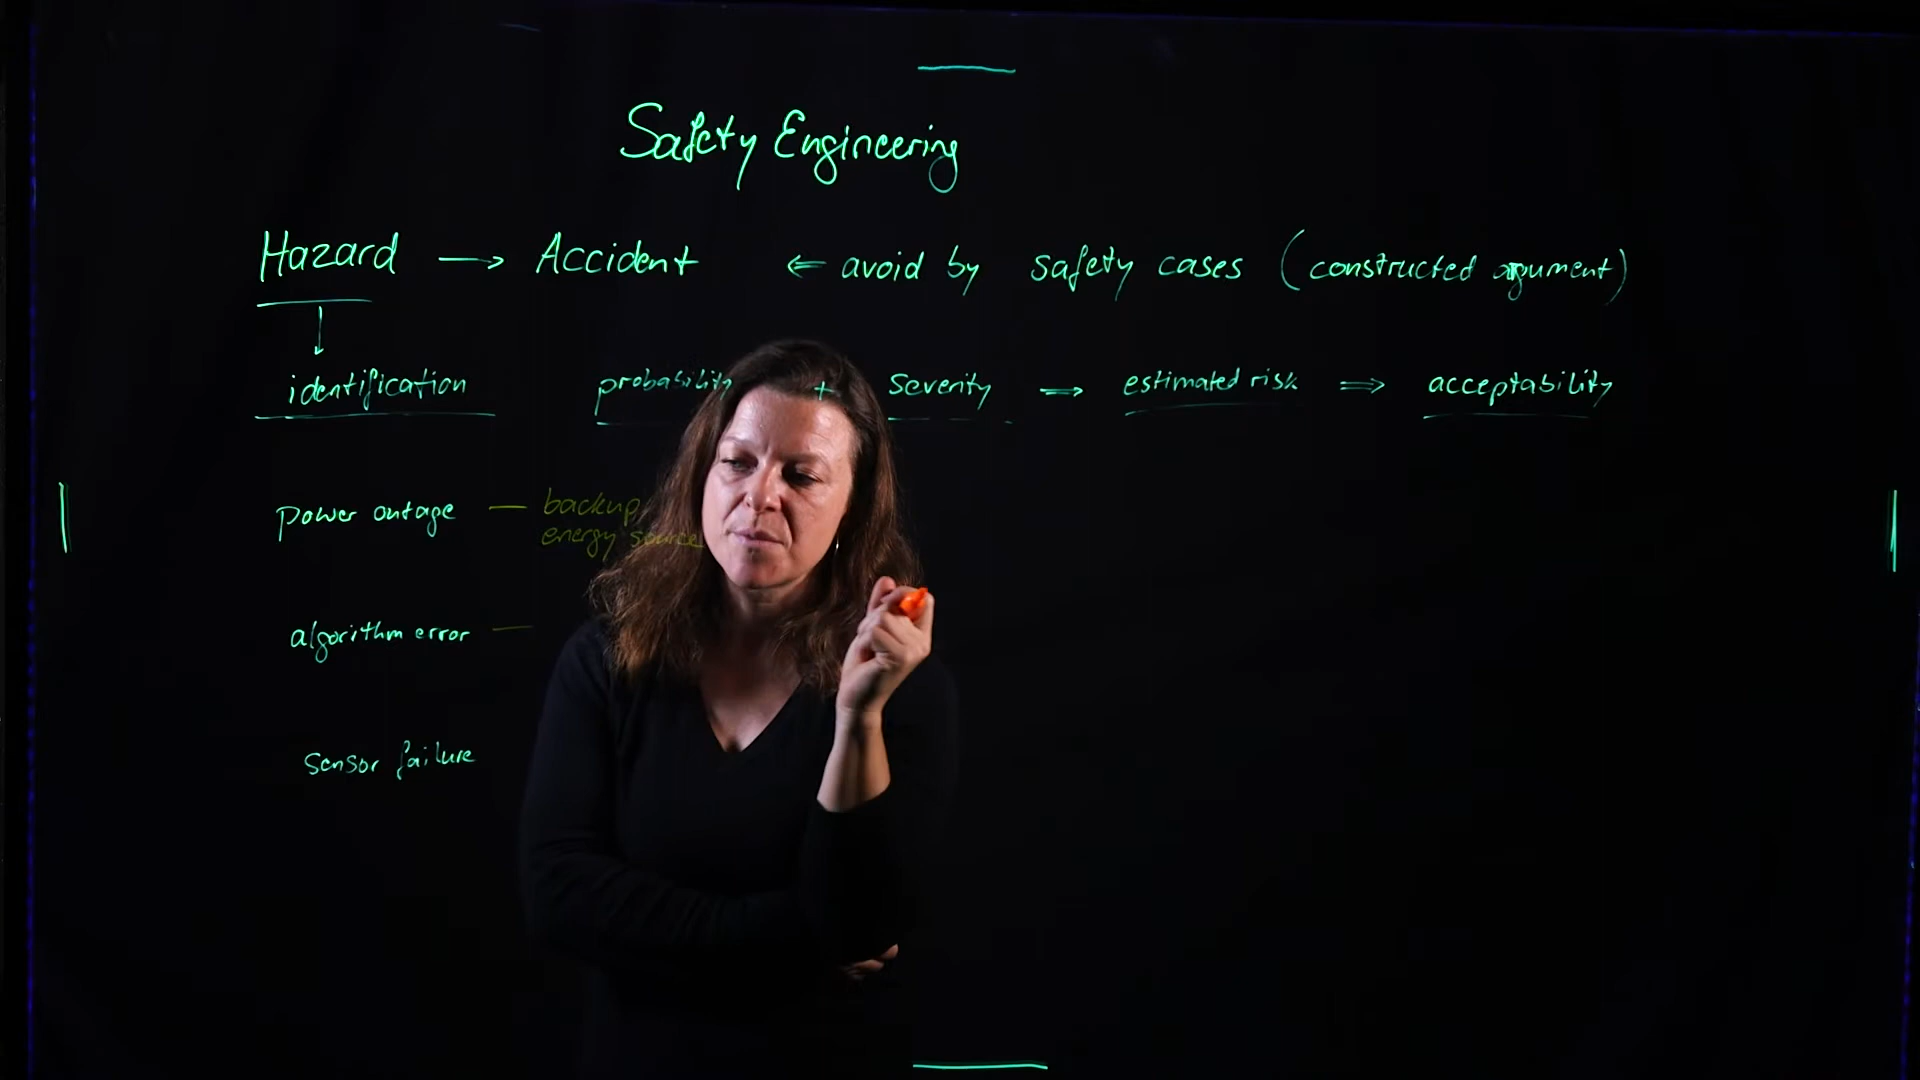 Safety Engineering
Hazard → Accident ⇐ avoid by safety cases (constructed argument)
↓
identification probability + severity ⇒ estimated risk ⇒ acceptability
power outage — backup
energy source
algorithm error —
sensor failure